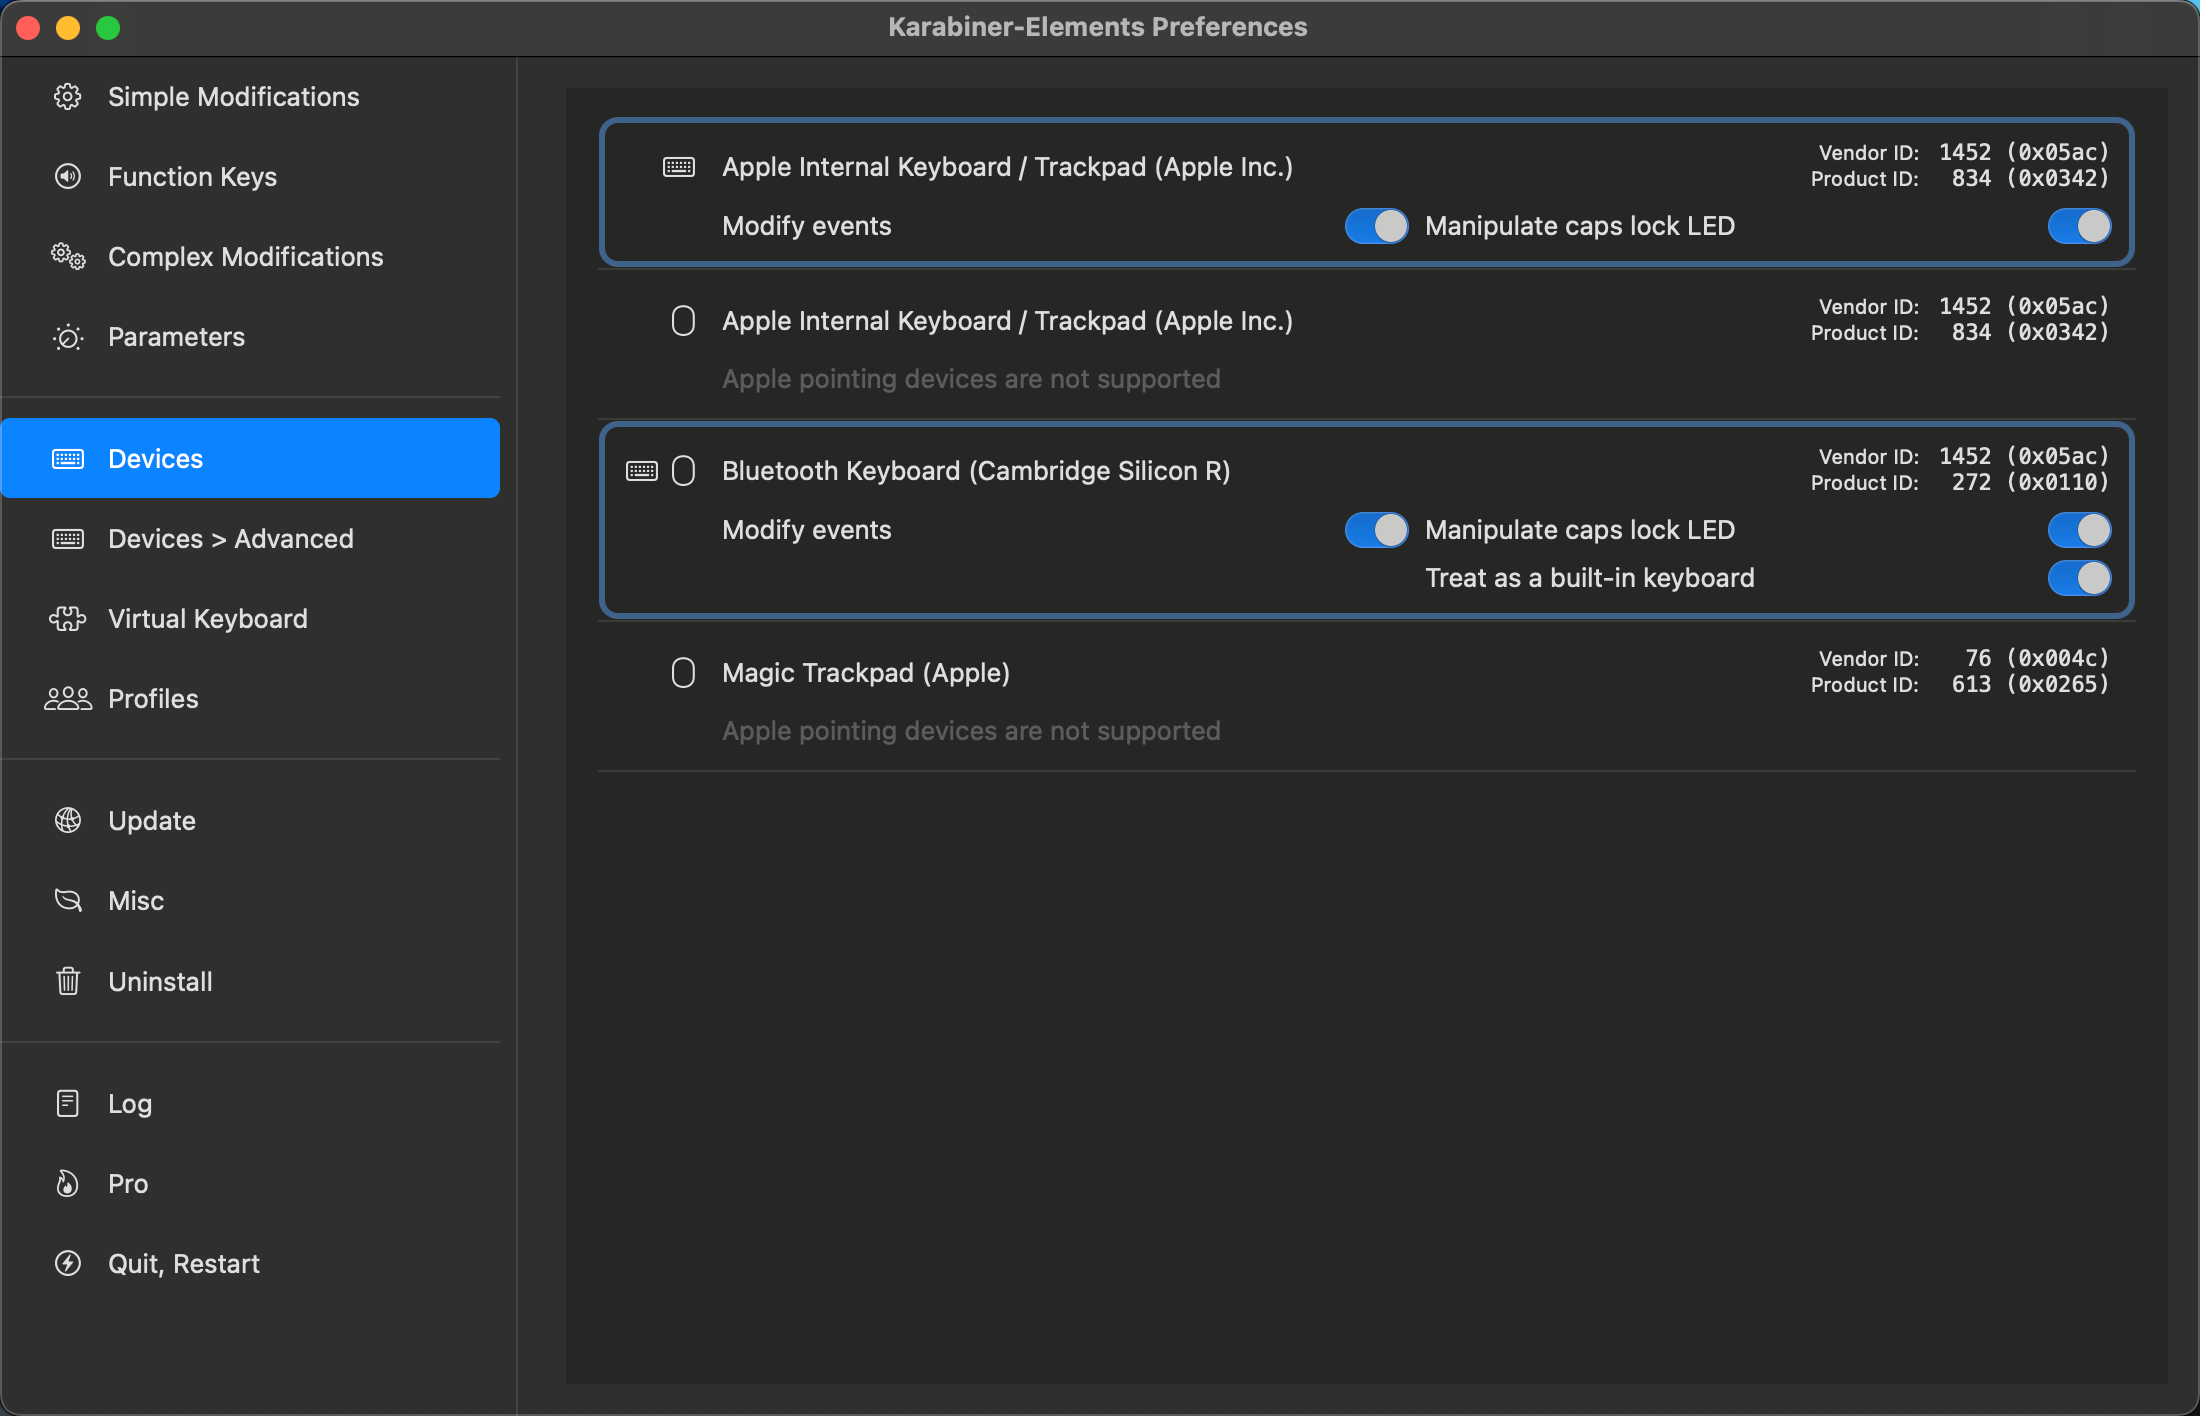 Karabiner-Elements Preferences
Simple Modifications
Function Keys
Complex Modifications
Parameters
Devices
Devices > Advanced
Virtual Keyboard
Profiles
Update
Misc
Uninstall
Log
Pro
Quit, Restart
Apple Internal Keyboard / Trackpad (Apple Inc.)
Vendor ID: 1452 (0x05ac)
Product ID: 834 (0x0342)
Modify events
Manipulate caps lock LED
Apple Internal Keyboard / Trackpad (Apple Inc.)
Vendor ID: 1452 (0x05ac)
Product ID: 834 (0x0342)
Apple pointing devices are not supported
Bluetooth Keyboard (Cambridge Silicon R)
Vendor ID: 1452 (0x05ac)
Product ID: 272 (0x0110)
Modify events
Manipulate caps lock LED
Treat as a built-in keyboard
Magic Trackpad (Apple)
Vendor ID: 76 (0x004c)
Product ID: 613 (0x0265)
Apple pointing devices are not supported